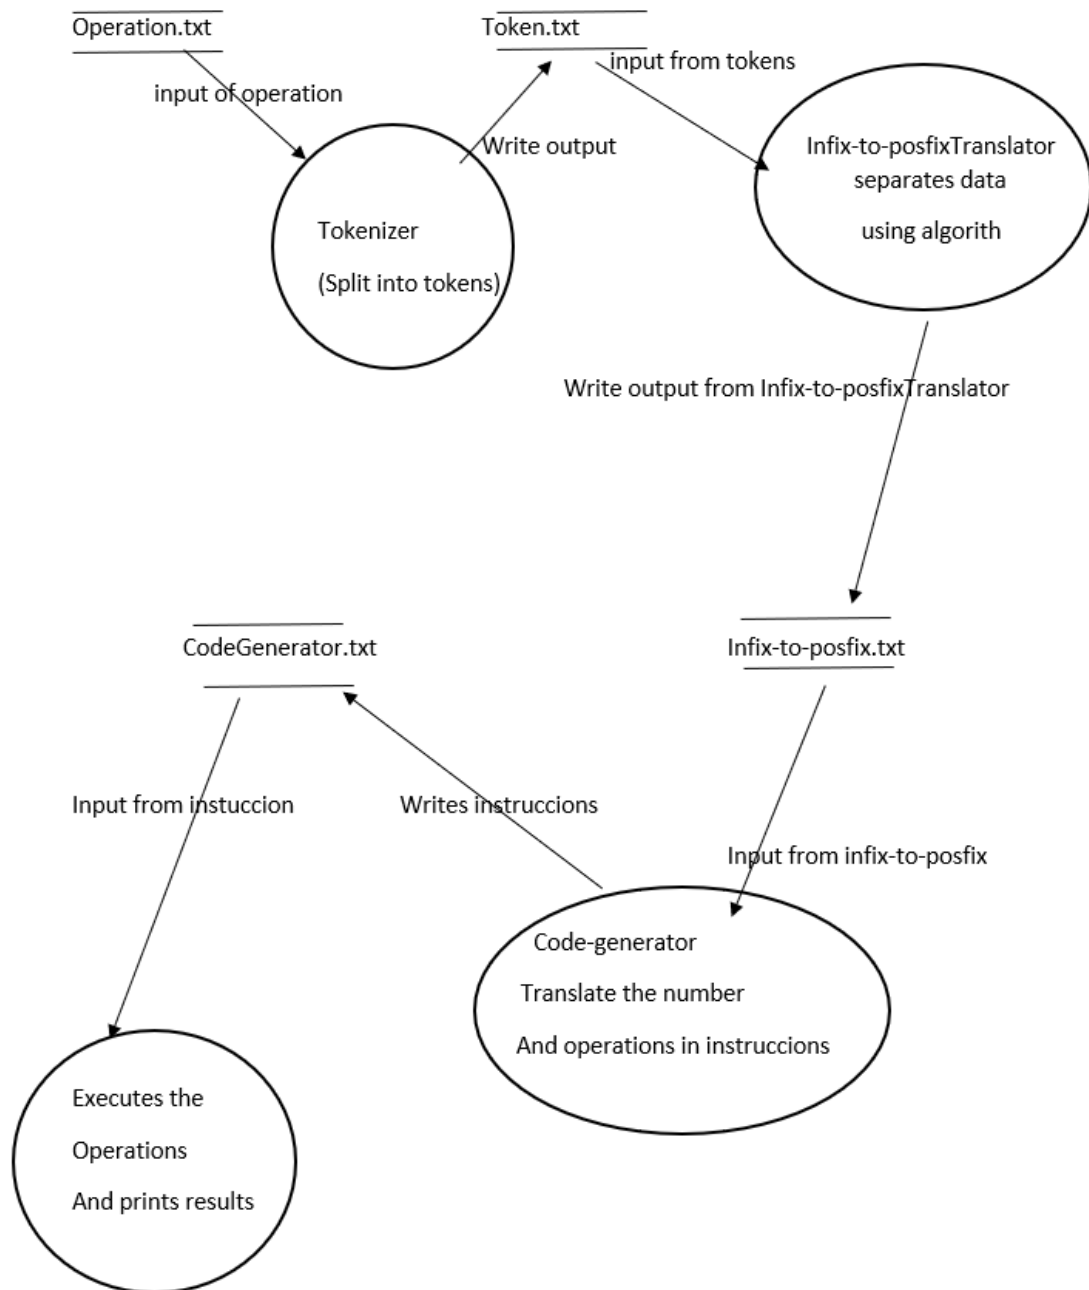 Operation.txt
Token.txt
input from tokens
input of operation
Write output
Infix-to-posfixTranslator
separates data
using algorith
Tokenizer
(Split into tokens)
Write output from Infix-to-posfixTranslator
CodeGenerator.txt
Infix-to-posfix.txt
Input from instuccion
Writes instruccions
Input from infix-to-posfix
Code-generator
Translate the number
And operations in instruccions
Executes the
Operations
And prints results